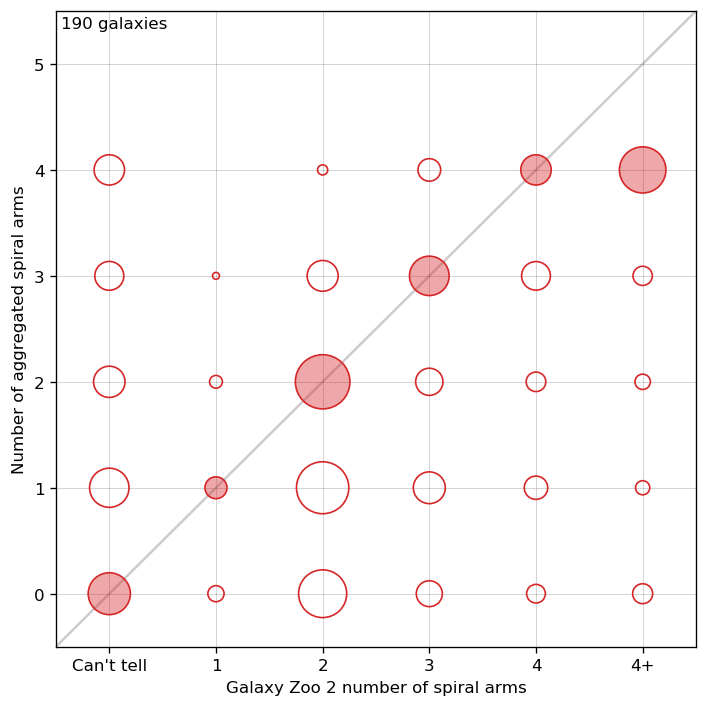 190 galaxies
5
4
3
2
1
0
Number of aggregated spiral arms
Can't tell 1 2 3 4 4+
Galaxy Zoo 2 number of spiral arms